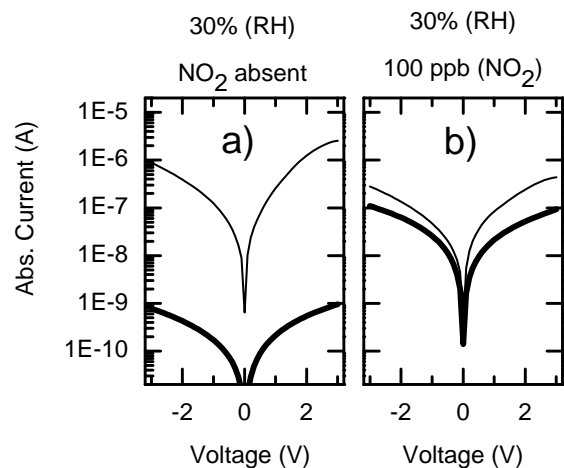 30% (RH)
NO2 absent
30% (RH)
100 ppb (NO2)
Abs. Current (A)
1E-5
1E-6
1E-7
1E-8
1E-9
1E-10
a)
b)
-2
0
2
-2
0
2
Voltage (V)
Voltage (V)